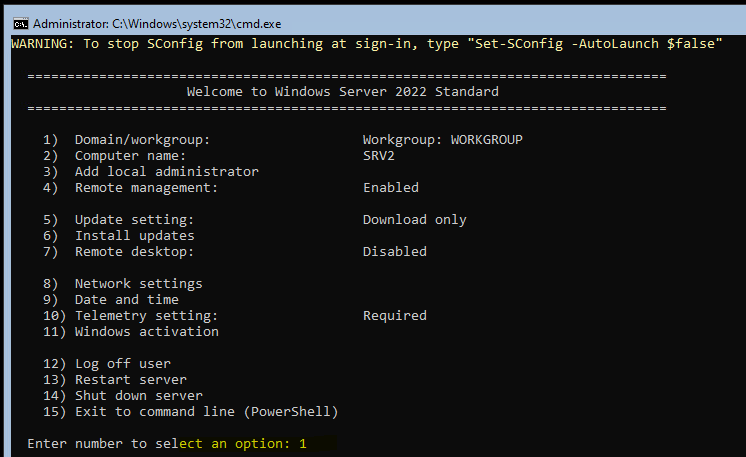 Administrator: C:\Windows\system32\cmd.exe
WARNING: To stop SConfig from launching at sign-in, type "Set-SConfig -AutoLaunch $false"
================================================================================
Welcome to Windows Server 2022 Standard
================================================================================
1) Domain/workgroup: Workgroup: WORKGROUP
2) Computer name: SRV2
3) Add local administrator
4) Remote management: Enabled
5) Update setting: Download only
6) Install updates
7) Remote desktop: Disabled
8) Network settings
9) Date and time
10) Telemetry setting: Required
11) Windows activation
12) Log off user
13) Restart server
14) Shut down server
15) Exit to command line (PowerShell)
Enter number to select an option: 1